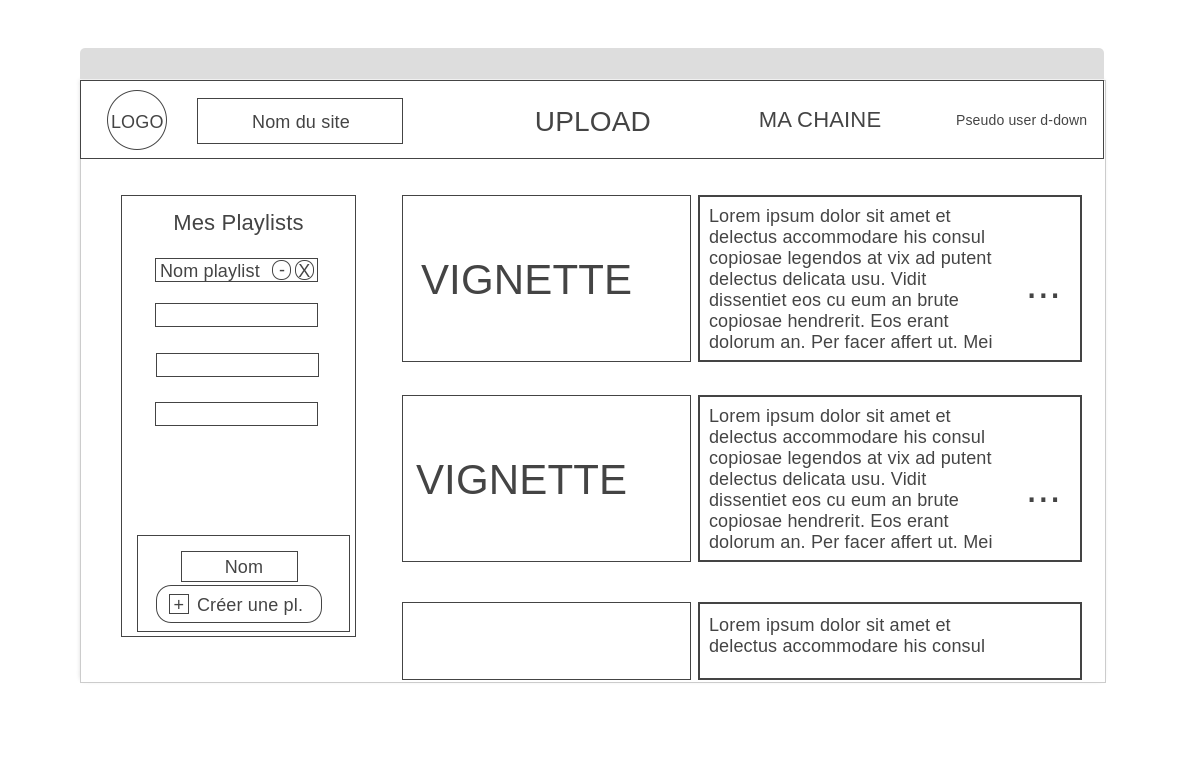 LOGO
Nom du site
UPLOAD
MA CHAINE
Pseudo user d-down
Mes Playlists
Nom playlist - X
Nom
+ Créer une pl.
VIGNETTE
Lorem ipsum dolor sit amet et
delectus accommodare his consul
copiosae legendos at vix ad putent
delectus delicata usu. Vidit
dissentiet eos cu eum an brute
copiosae hendrerit. Eos erant
dolorum an. Per facer affert ut. Mei
...
VIGNETTE
Lorem ipsum dolor sit amet et
delectus accommodare his consul
copiosae legendos at vix ad putent
delectus delicata usu. Vidit
dissentiet eos cu eum an brute
copiosae hendrerit. Eos erant
dolorum an. Per facer affert ut. Mei
...
Lorem ipsum dolor sit amet et
delectus accommodare his consul